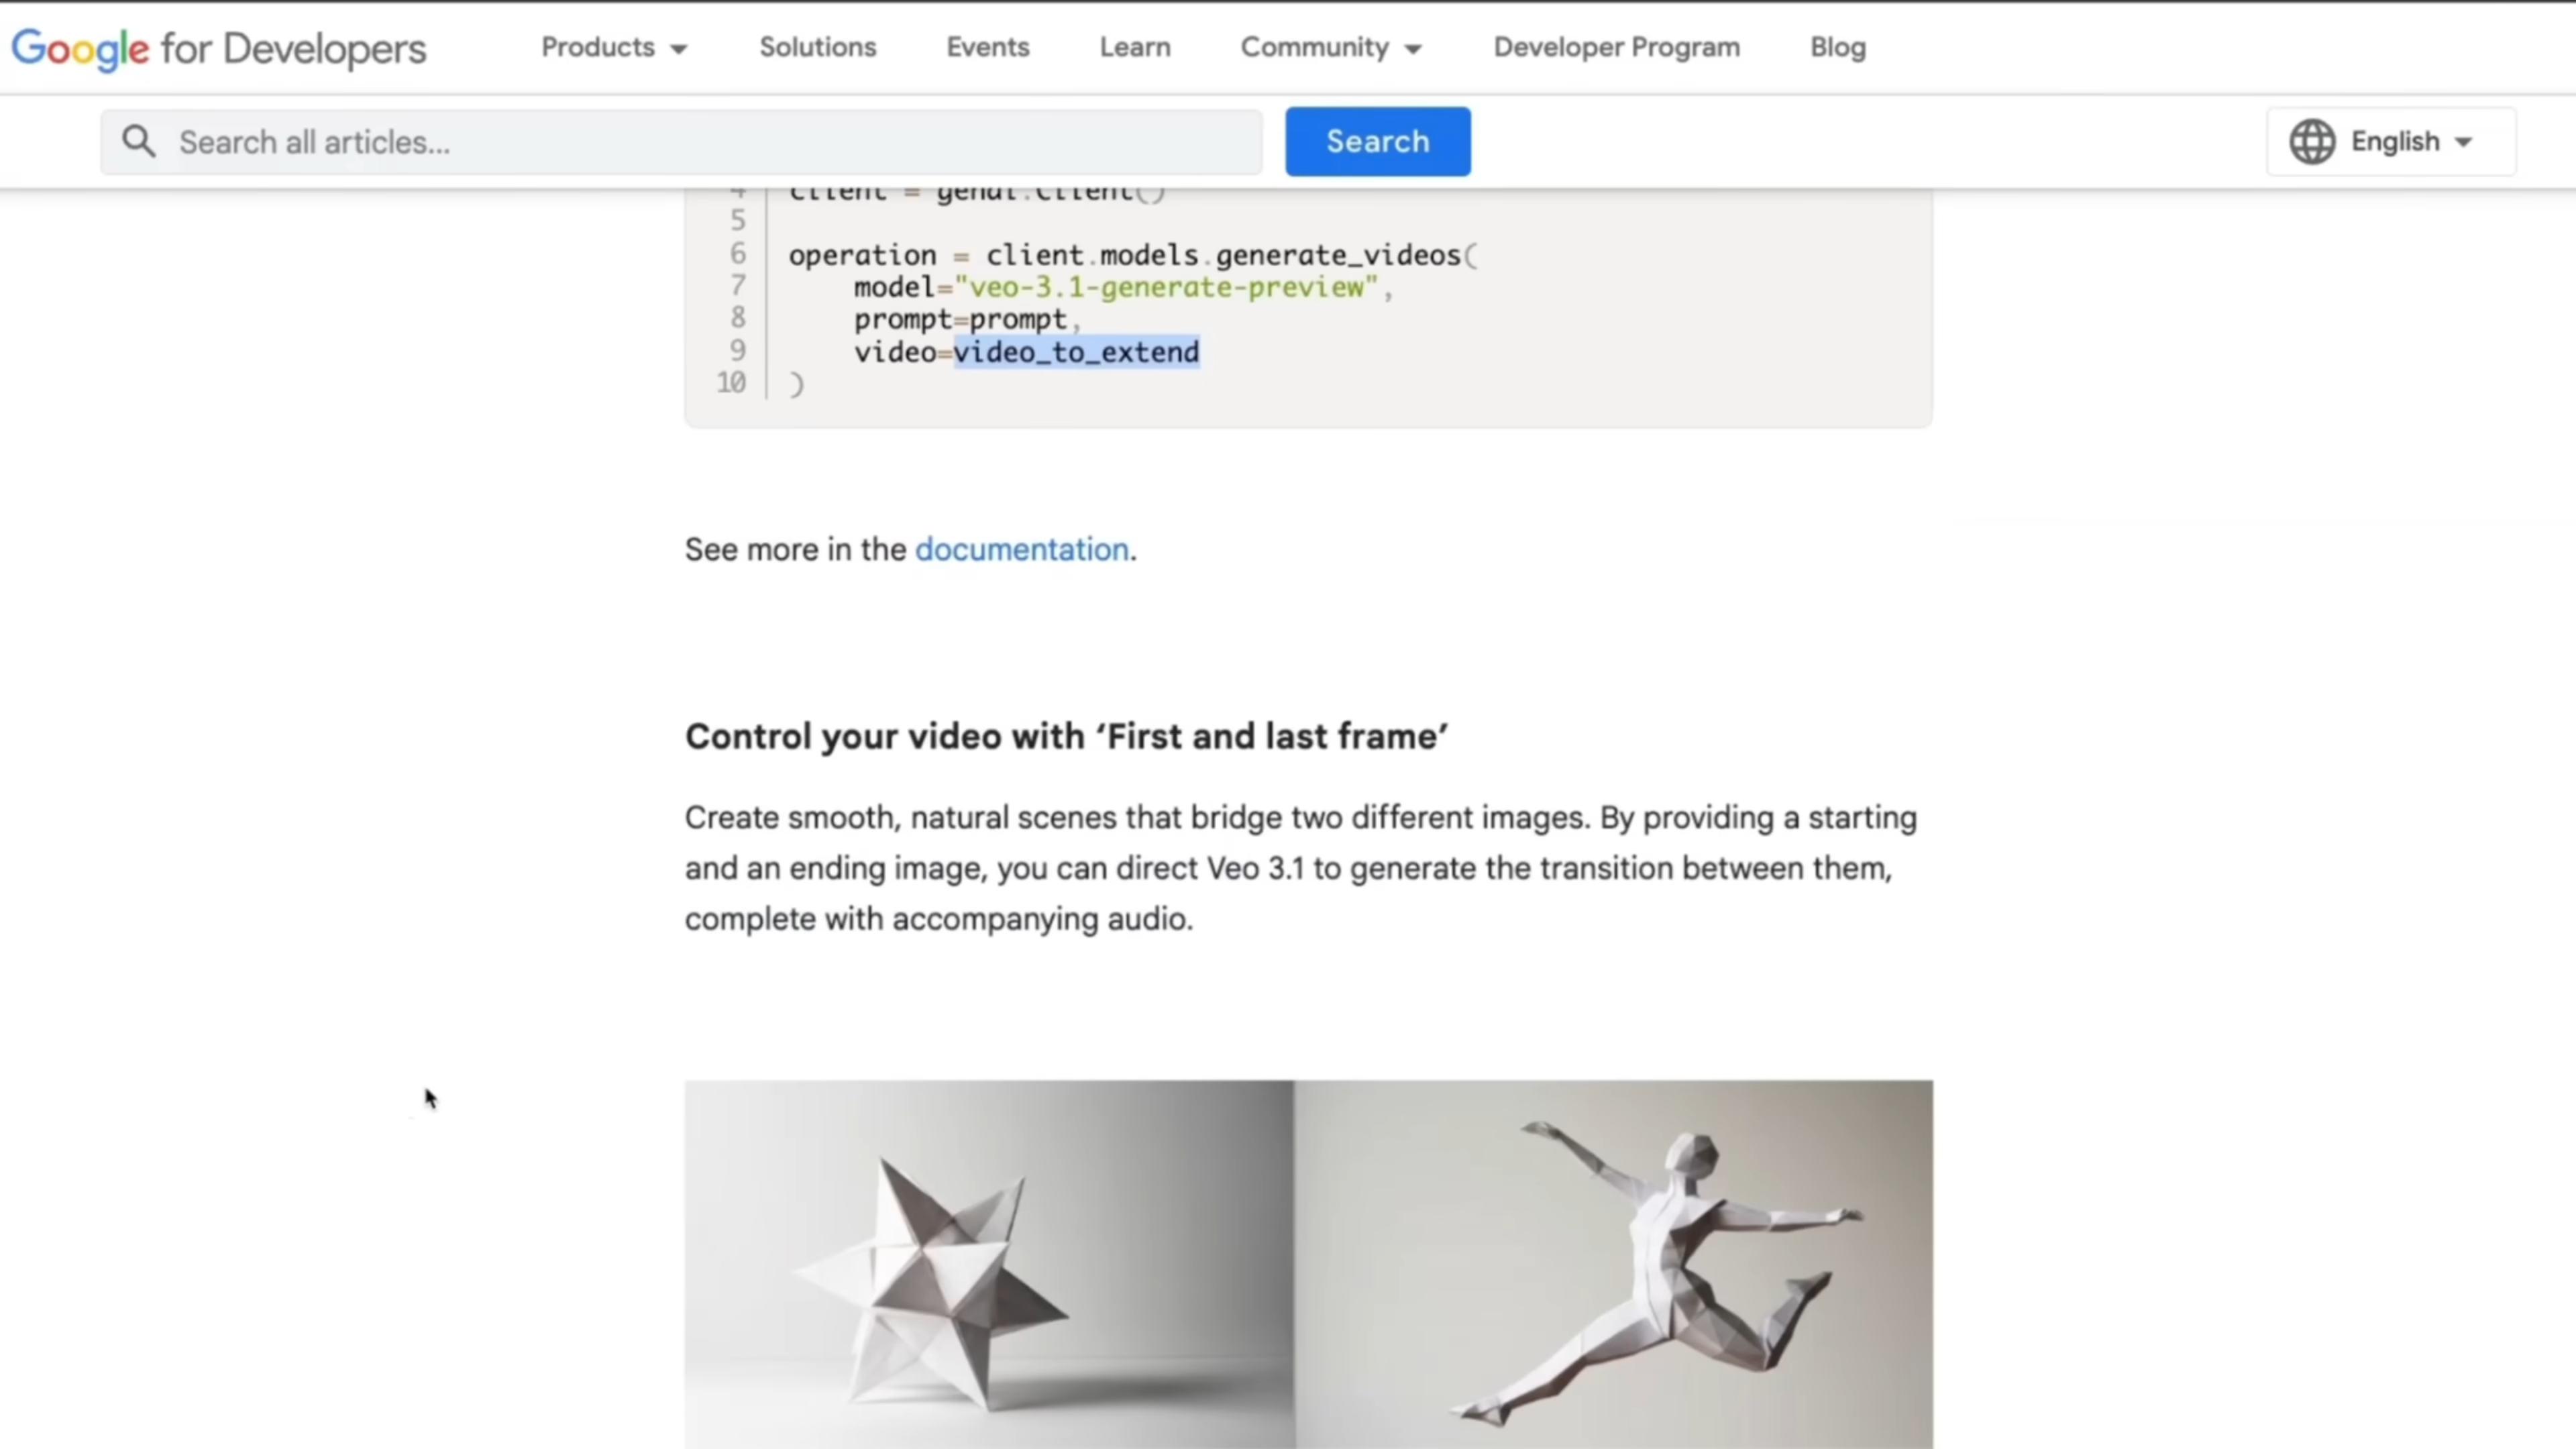 Google for Developers Products Solutions Events Learn Community Developer Program Blog
Search all articles... Search English
4 client = genai.Client()
5
6 operation = client.models.generate_videos(
7 model="veo-3.1-generate-preview",
8 prompt=prompt,
9 video=video_to_extend
10 )
See more in the documentation.
Control your video with ‘First and last frame’
Create smooth, natural scenes that bridge two different images. By providing a starting
and an ending image, you can direct Veo 3.1 to generate the transition between them,
complete with accompanying audio.